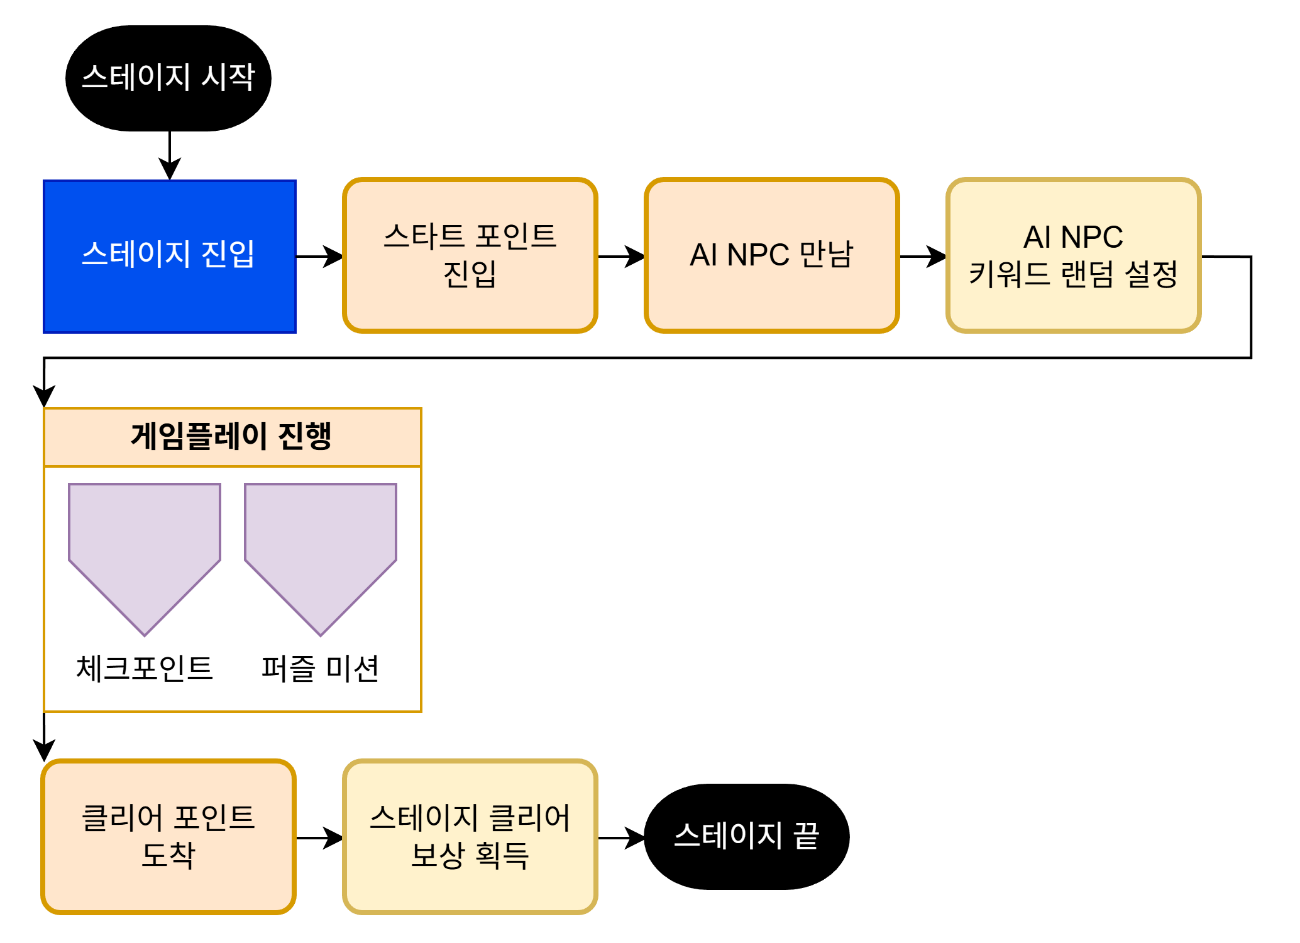 스테이지 시작
스테이지 진입
스타트 포인트
진입
AI NPC 만남
AI NPC
키워드 랜덤 설정
게임플레이 진행
체크포인트
퍼즐 미션
클리어 포인트
도착
스테이지 클리어
보상 획득
스테이지 끝